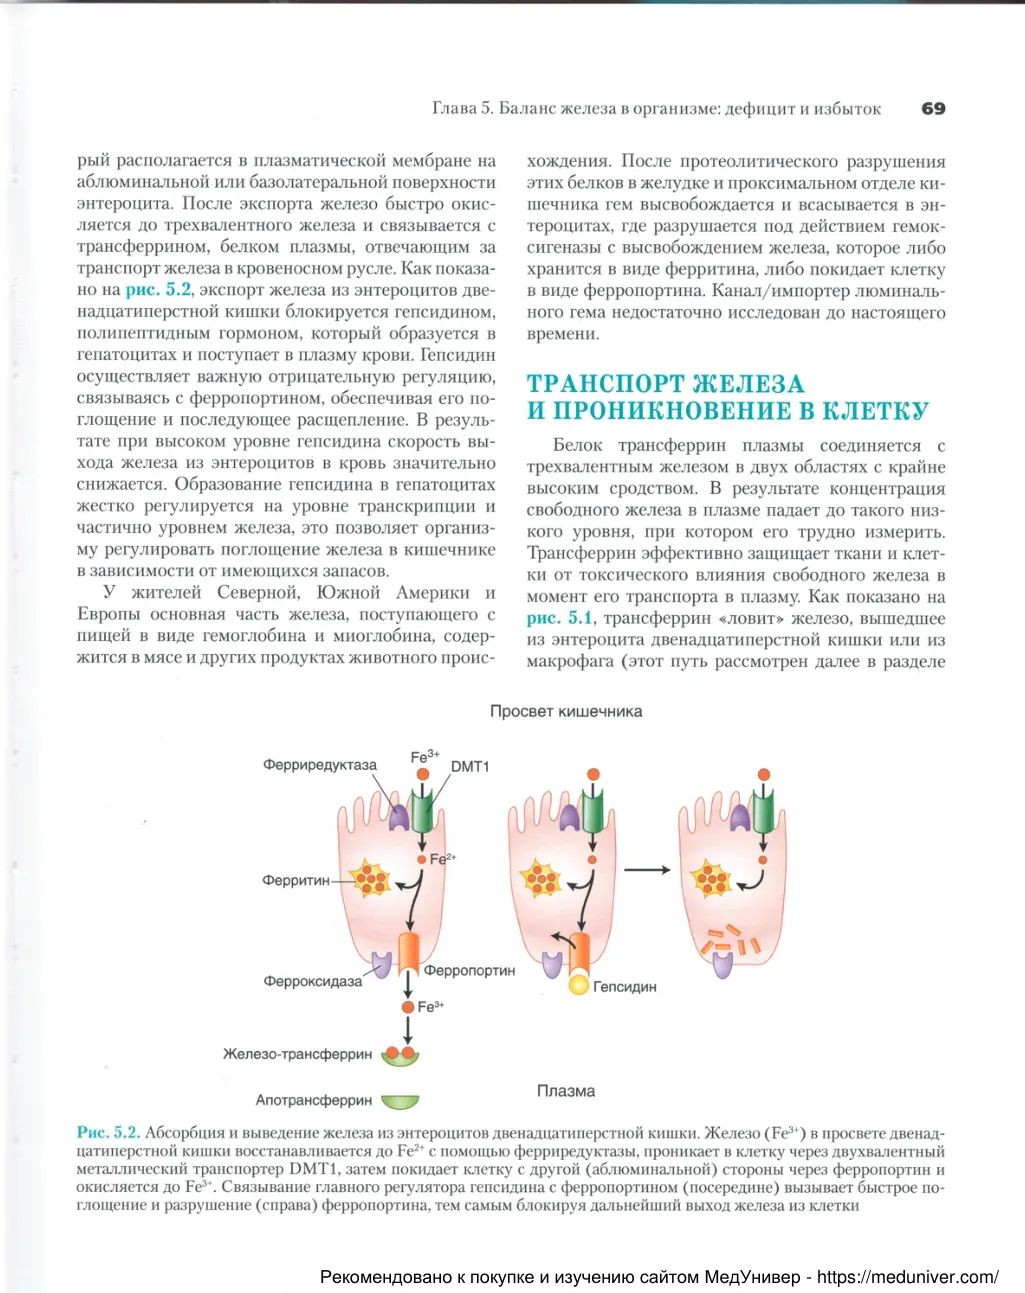 Глава 5. Баланс железа в организме: дефицит и избыток 69
рый располагается в плазматической мембране на
аблюминальной или базолатеральной поверхности
энтероцита. После экспорта железо быстро окис-
ляется до трехвалентного железа и связывается с
трансферрином, белком плазмы, отвечающим за
транспорт железа в кровеносном русле. Как показа-
но на рис. 5.2, экспорт железа из энтероцитов две-
надцатиперстной кишки блокируется гепсидином,
полипептидным гормоном, который образуется в
гепатоцитах и поступает в плазму крови. Гепсидин
осуществляет важную отрицательную регуляцию,
связываясь с ферропортином, обеспечивая его по-
глощение и последующее расщепление. В резуль-
тате при высоком уровне гепсидина скорость вы-
хода железа из энтероцитов в кровь значительно
снижается. Образование гепсидина в гепатоцитах
жестко регулируется на уровне транскрипции и
частично уровнем железа, это позволяет организ-
му регулировать поглощение железа в кишечнике
в зависимости от имеющихся запасов.
У жителей Северной, Южной Америки и
Европы основная часть железа, поступающего с
пищей в виде гемоглобина и миоглобина, содер-
жится в мясе и других продуктах животного проис-
хождения. После протеолитического разрушения
этих белков в желудке и проксимальном отделе ки-
шечника гем высвобождается и всасывается в эн-
тероцитах, где разрушается под действием гемок-
сигеназы с высвобождением железа, которое либо
хранится в виде ферритина, либо покидает клетку
в виде ферропортина. Канал/импортер люминаль-
ного гема недостаточно исследован до настоящего
времени.
ТРАНСПОРТ ЖЕЛЕЗА
И ПРОНИКНОВЕНИЕ В КЛЕТКУ
Белок трансферрин плазмы соединяется с
трехвалентным железом в двух областях с крайне
высоким сродством. В результате концентрация
свободного железа в плазме падает до такого низ-
кого уровня, при котором его трудно измерить.
Трансферрин эффективно защищает ткани и клет-
ки от токсического влияния свободного железа в
момент его транспорта в плазму. Как показано на
рис. 5.1, трансферрин «ловит» железо, вышедшее
из энтероцита двенадцатиперстной кишки или из
макрофага (этот путь рассмотрен далее в разделе
Просвет кишечника
Ферриредуктаза
Fe³⁺
DMT1
Fe²⁺
Ферритин
Ферроксидаза
Ферропортин
Гепсидин
Fe³⁺
Железо-трансферрин
Апотрансферрин
Плазма
Рис. 5.2. Абсорбция и выведение железа из энтероцитов двенадцатиперстной кишки. Железо (Fe³⁺) в просвете двенад-
цатиперстной кишки восстанавливается до Fe²⁺ с помощью ферриредуктазы, проникает в клетку через двухвалентный
металлический транспортер DMT1, затем покидает клетку с другой (аблюминальной) стороны через ферропортин и
окисляется до Fe³⁺. Связывание главного регулятора гепсидина с ферропортином (посередине) вызывает быстрое по-
глощение и разрушение (справа) ферропортина, тем самым блокируя дальнейший выход железа из клетки
Рекомендовано к покупке и изучению сайтом МедУнивер - https://meduniver.com/